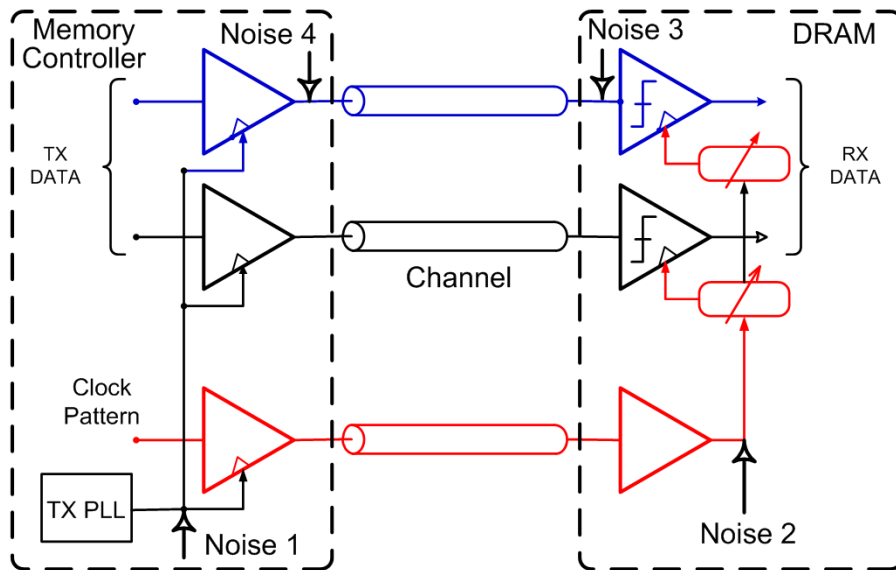 Memory
Controller
Noise 4
Noise 3
DRAM
TX
DATA
RX
DATA
Channel
Clock
Pattern
TX PLL
Noise 1
Noise 2